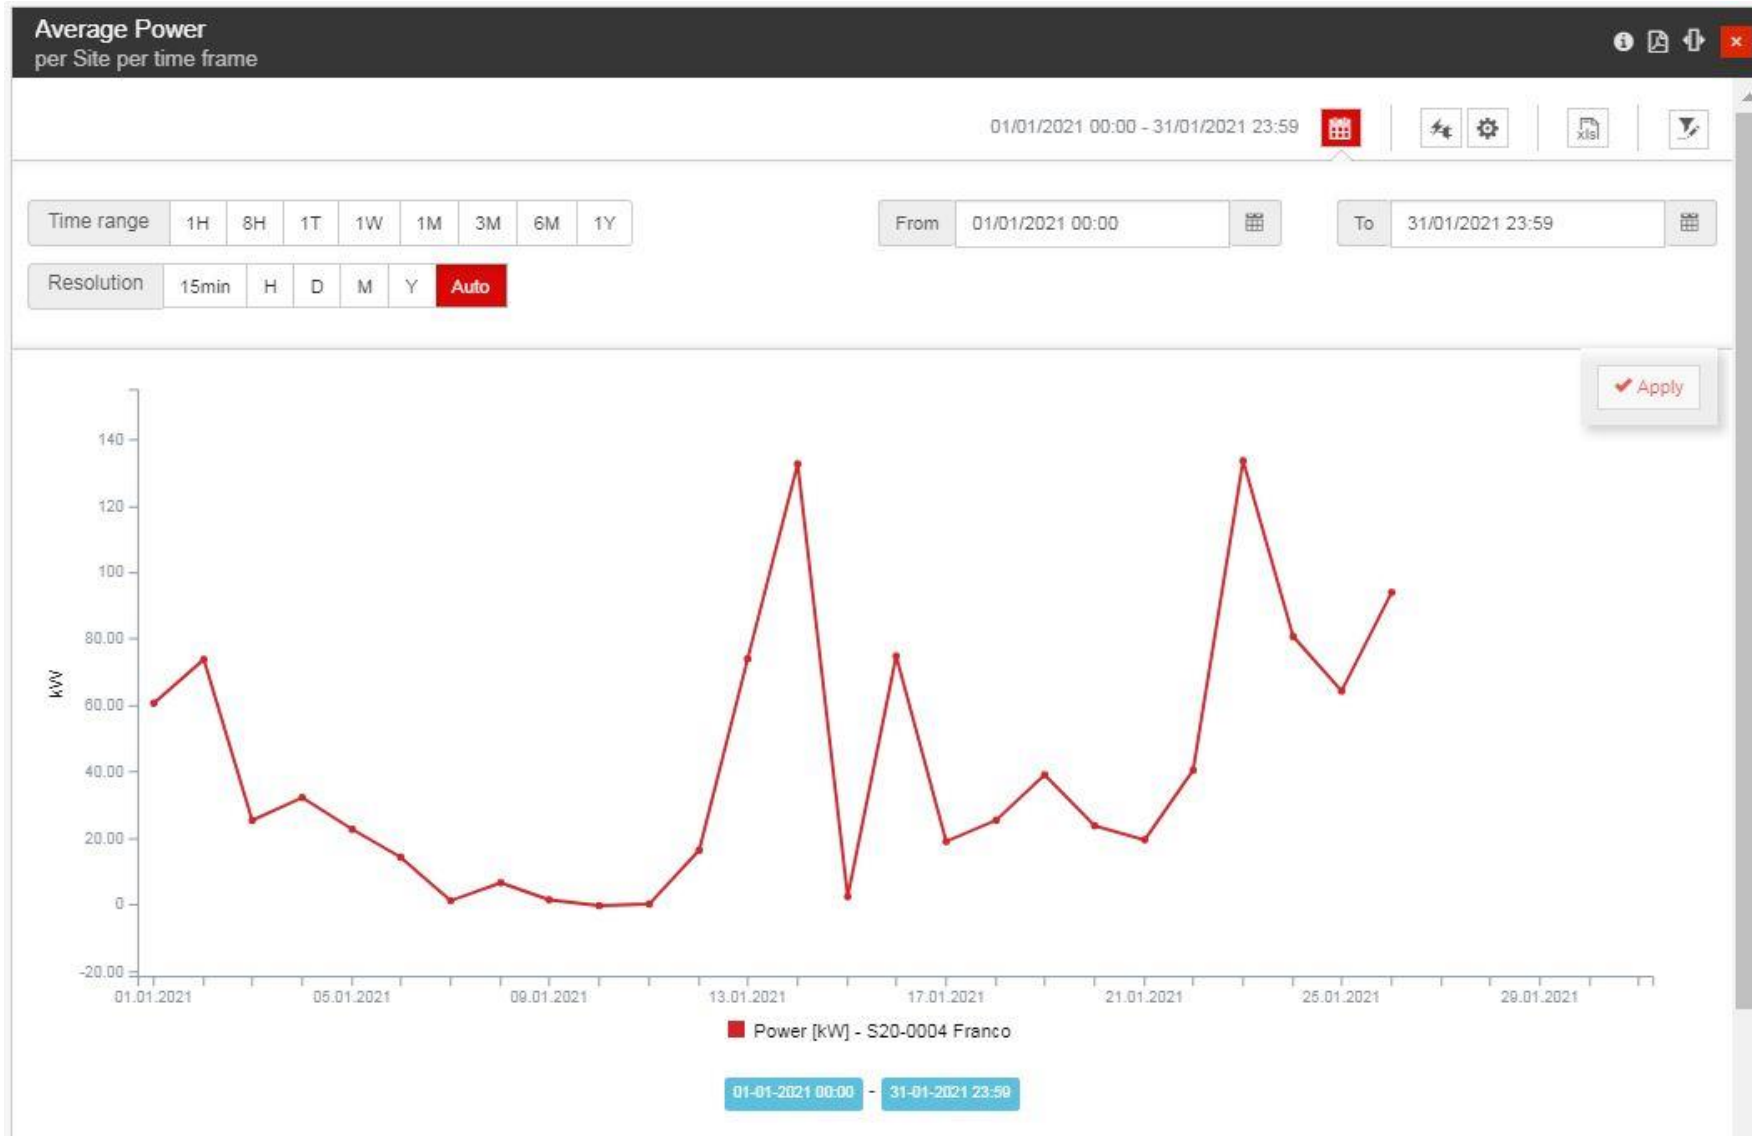 Average Power
per Site per time frame
01/01/2021 00:00 - 31/01/2021 23:59
xlsl
Time range 1H 8H 1T 1W 1M 3M 6M 1Y From 01/01/2021 00:00 To 31/01/2021 23:59
Resolution 15min H D M Y Auto
Apply
140
120
100
80.00
60.00
40.00
20.00
0
-20.00
kW
01.01.2021 05.01.2021 09.01.2021 13.01.2021 17.01.2021 21.01.2021 25.01.2021 29.01.2021
Power [kW] - S20-0004 Franco
01-01-2021 00:00 - 31-01-2021 23:59